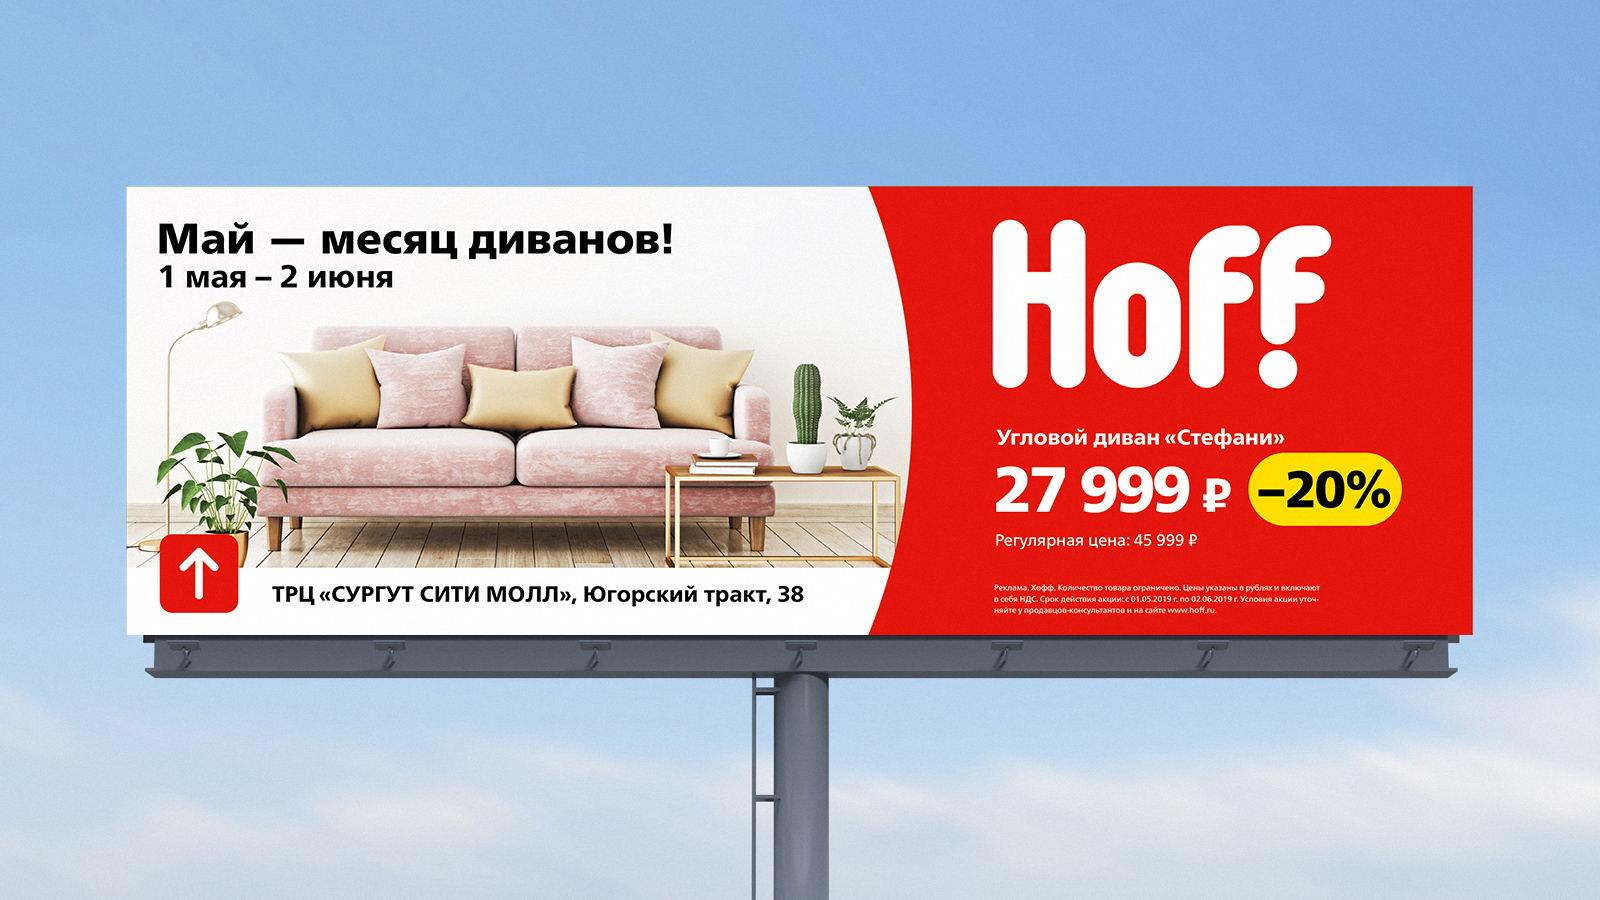 Май — месяц диванов!
1 мая – 2 июня
ТРЦ «СУРГУТ СИТИ МОЛЛ», Югорский тракт, 38
Hoff
Угловой диван «Стефани»
27 999 ₽
–20%
Регулярная цена: 45 999 ₽
Реклама. Хофф. Количество товара ограничено. Цены указаны в рублях и включают
в себя НДС. Срок действия акции: с 01.05.2019 г. по 02.06.2019 г. Условия акции уточ-
няйте у продавцов-консультантов и на сайте www.hoff.ru.